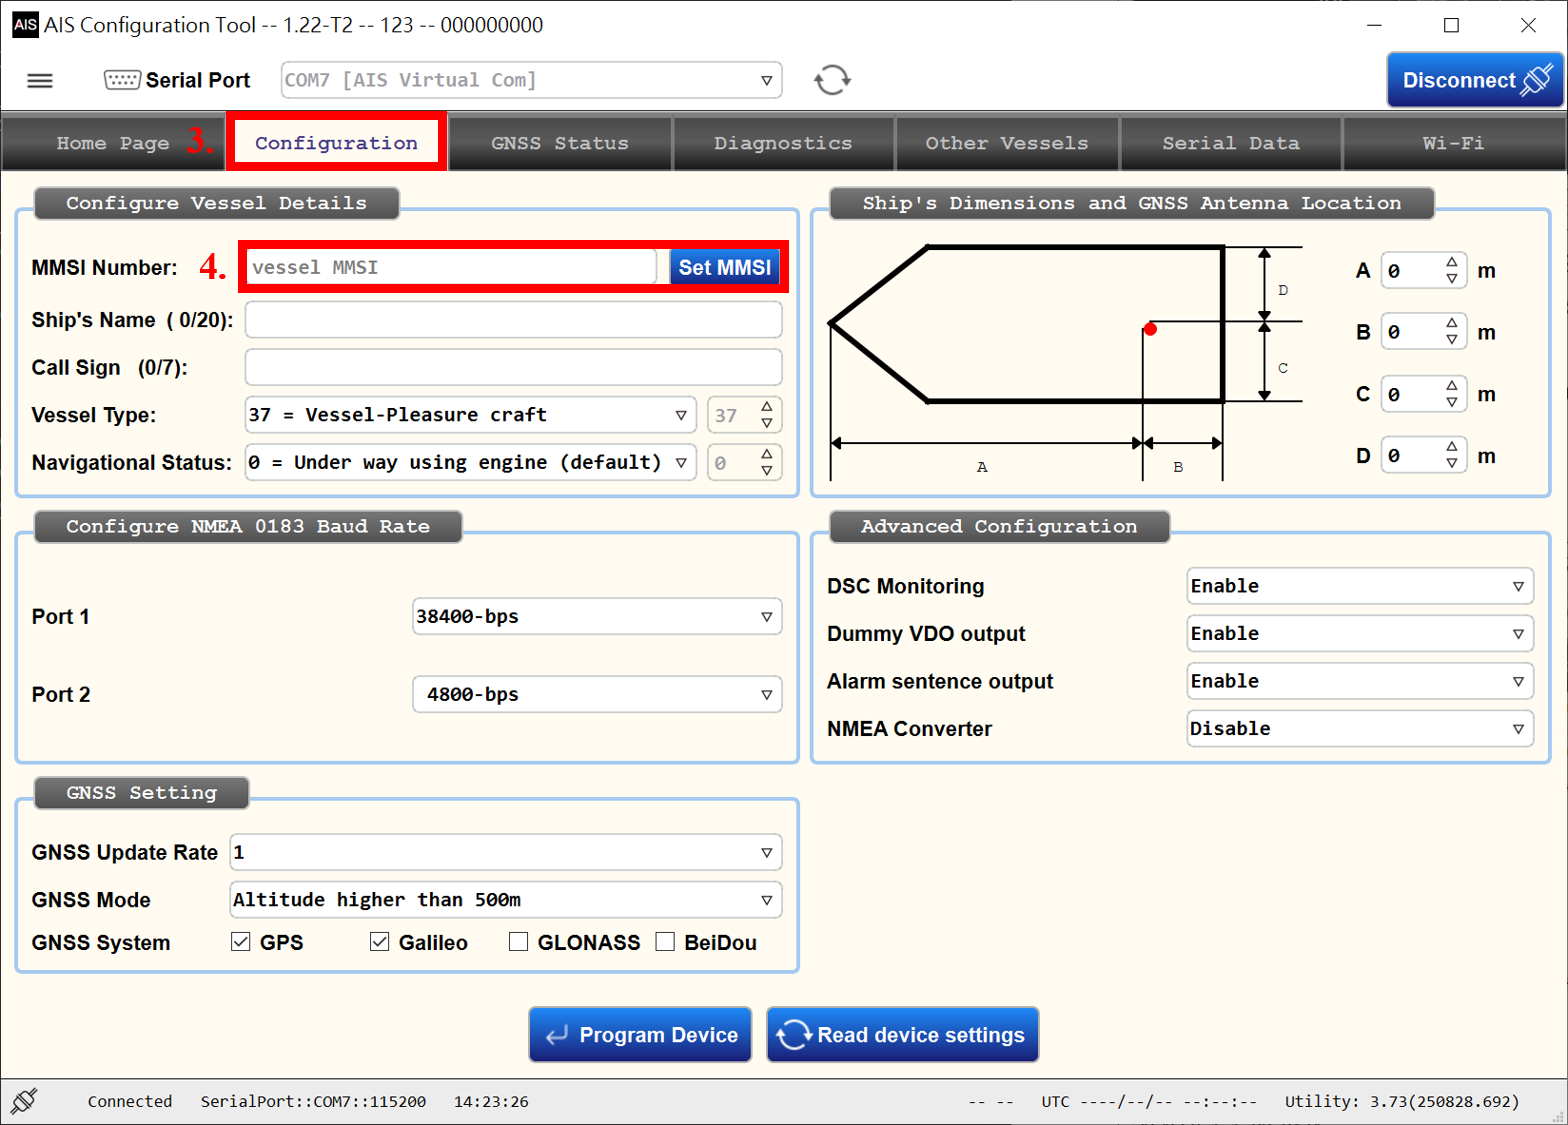 AIS AIS Configuration Tool -- 1.22-T2 -- 123 -- 000000000
Serial Port COM7 [AIS Virtual Com] Disconnect
Home Page 3. Configuration GNSS Status Diagnostics Other Vessels Serial Data Wi-Fi
Configure Vessel Details
MMSI Number: 4. vessel MMSI Set MMSI
Ship's Name ( 0/20):
Call Sign (0/7):
Vessel Type: 37 = Vessel-Pleasure craft 37
Navigational Status: 0 = Under way using engine (default) 0
Ship's Dimensions and GNSS Antenna Location
D
C
A B
A 0 m
B 0 m
C 0 m
D 0 m
Configure NMEA 0183 Baud Rate
Port 1 38400-bps
Port 2 4800-bps
Advanced Configuration
DSC Monitoring Enable
Dummy VDO output Enable
Alarm sentence output Enable
NMEA Converter Disable
GNSS Setting
GNSS Update Rate 1
GNSS Mode Altitude higher than 500m
GNSS System GPS Galileo GLONASS BeiDou
Program Device Read device settings
Connected SerialPort::COM7::115200 14:23:26 -- -- UTC ----/--/-- --:--:-- Utility: 3.73(250828.692)